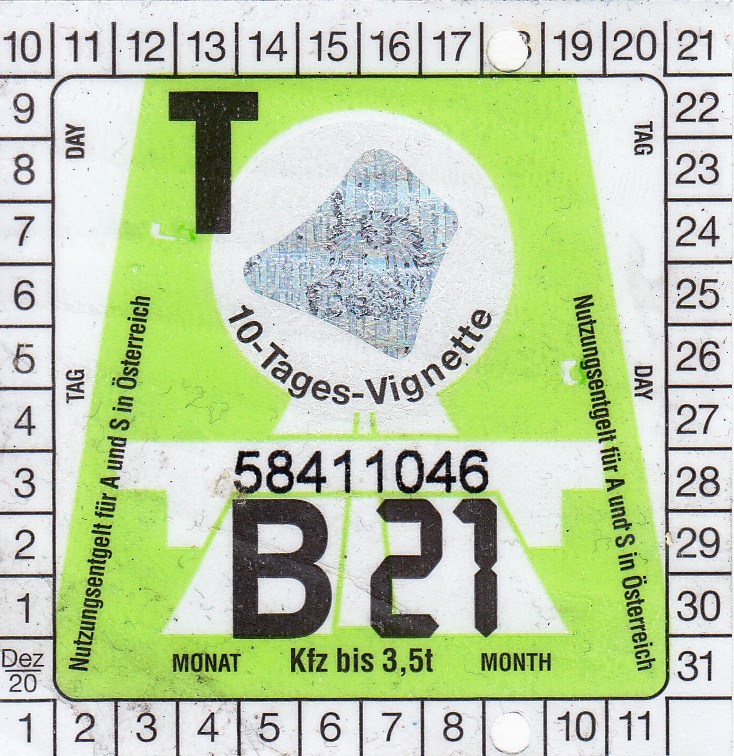 10 11 12 13 14 15 16 17 19 20 21
9 22
8 23
7 24
6 25
5 26
4 27
3 28
2 29
1 30
Dez 20 31
1 2 3 4 5 6 7 8 10 11
DAY
TAG
T
10-Tages-Vignette
TAG
DAY
Nutzungsentgelt für A und S in Österreich
Nutzungsentgelt für A und S in Österreich
58411046
B 21
MONAT Kfz bis 3,5t MONTH